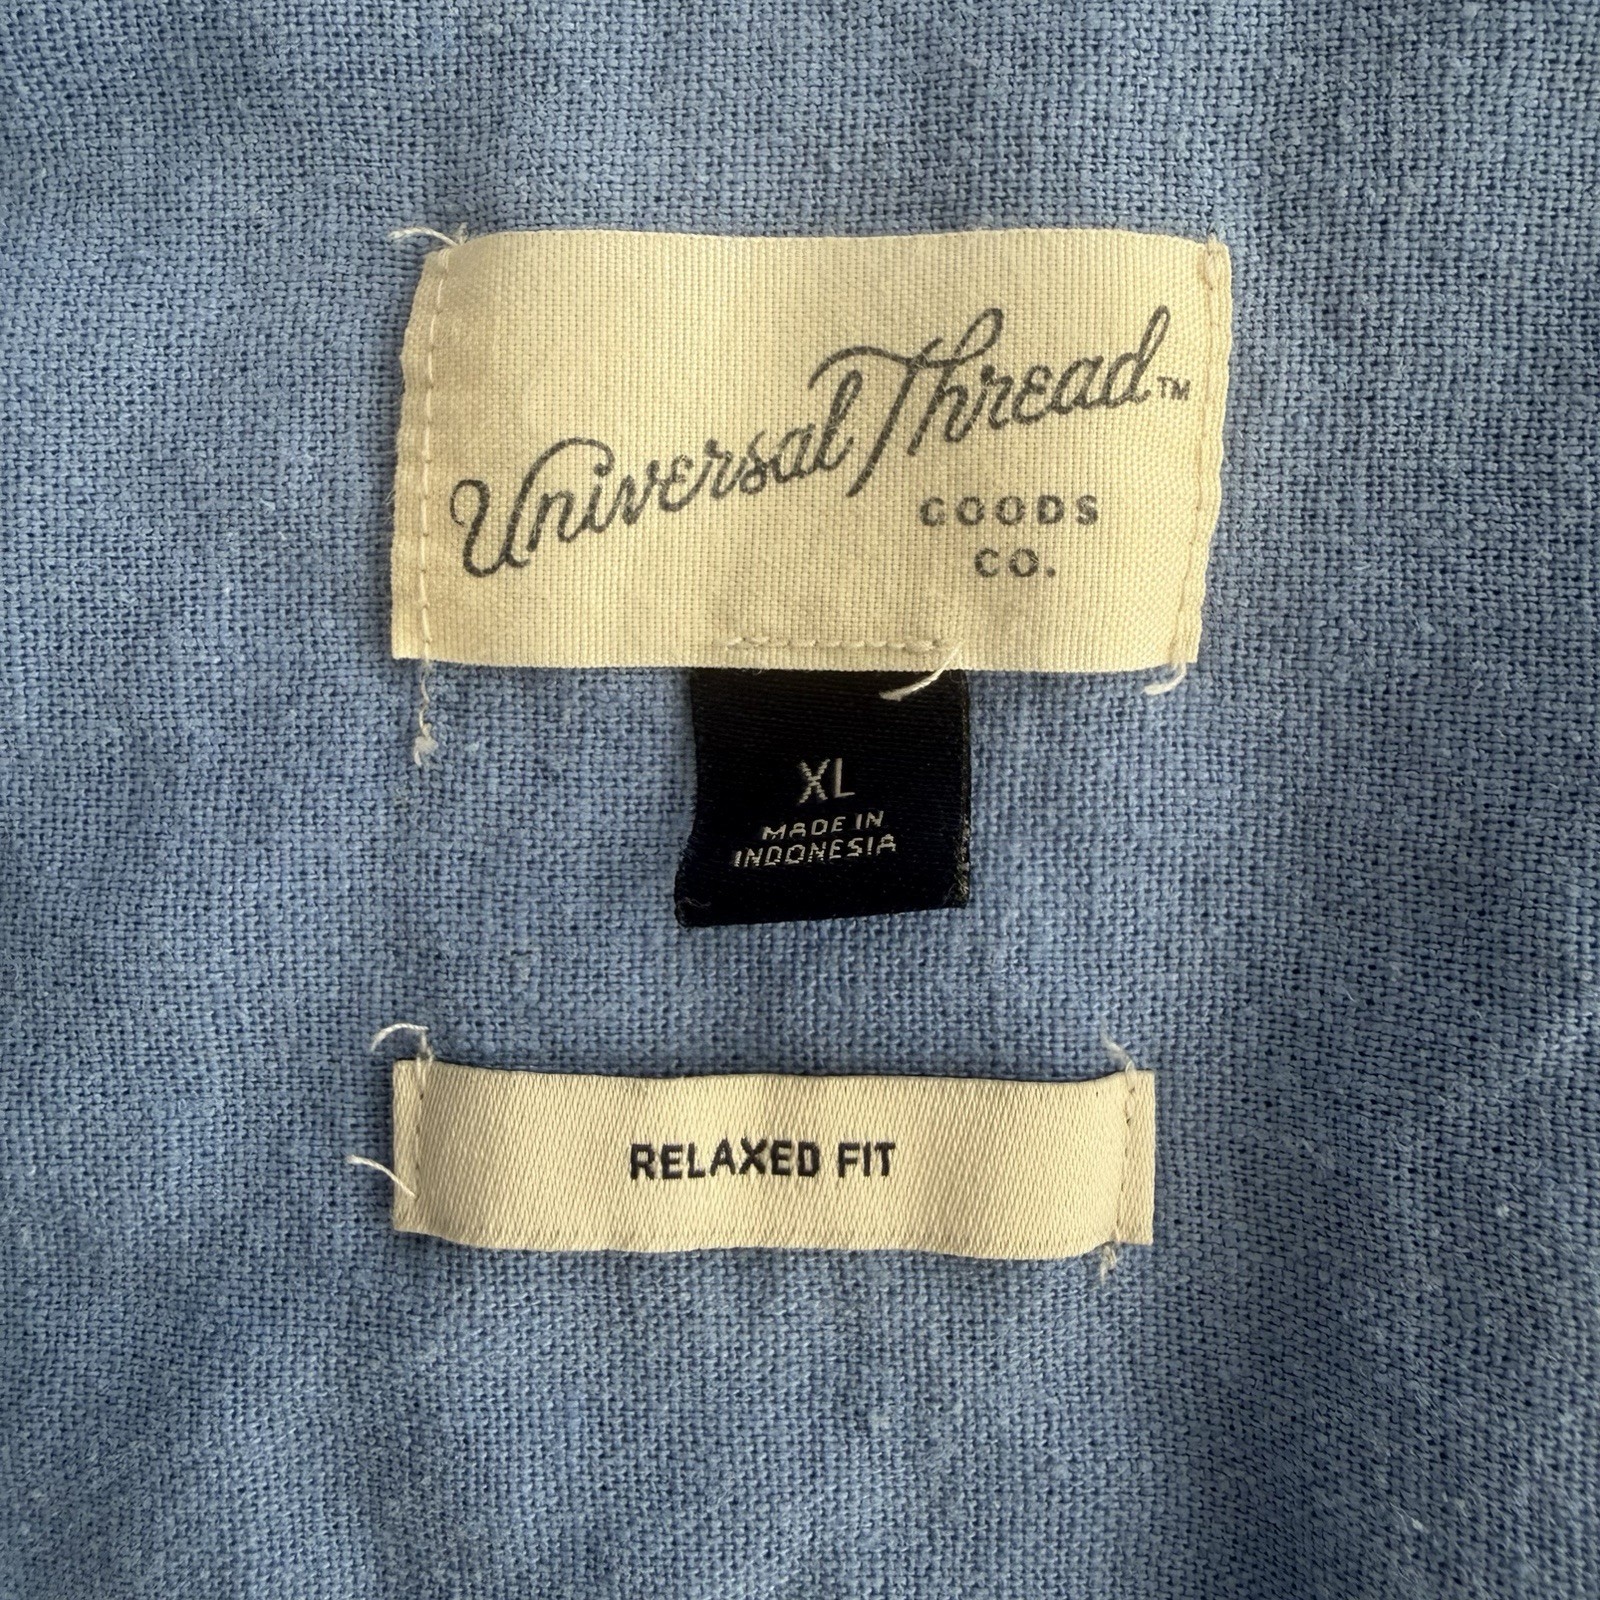 Universal Thread™
GOODS
CO.
XL
MADE IN
INDONESIA
RELAXED FIT